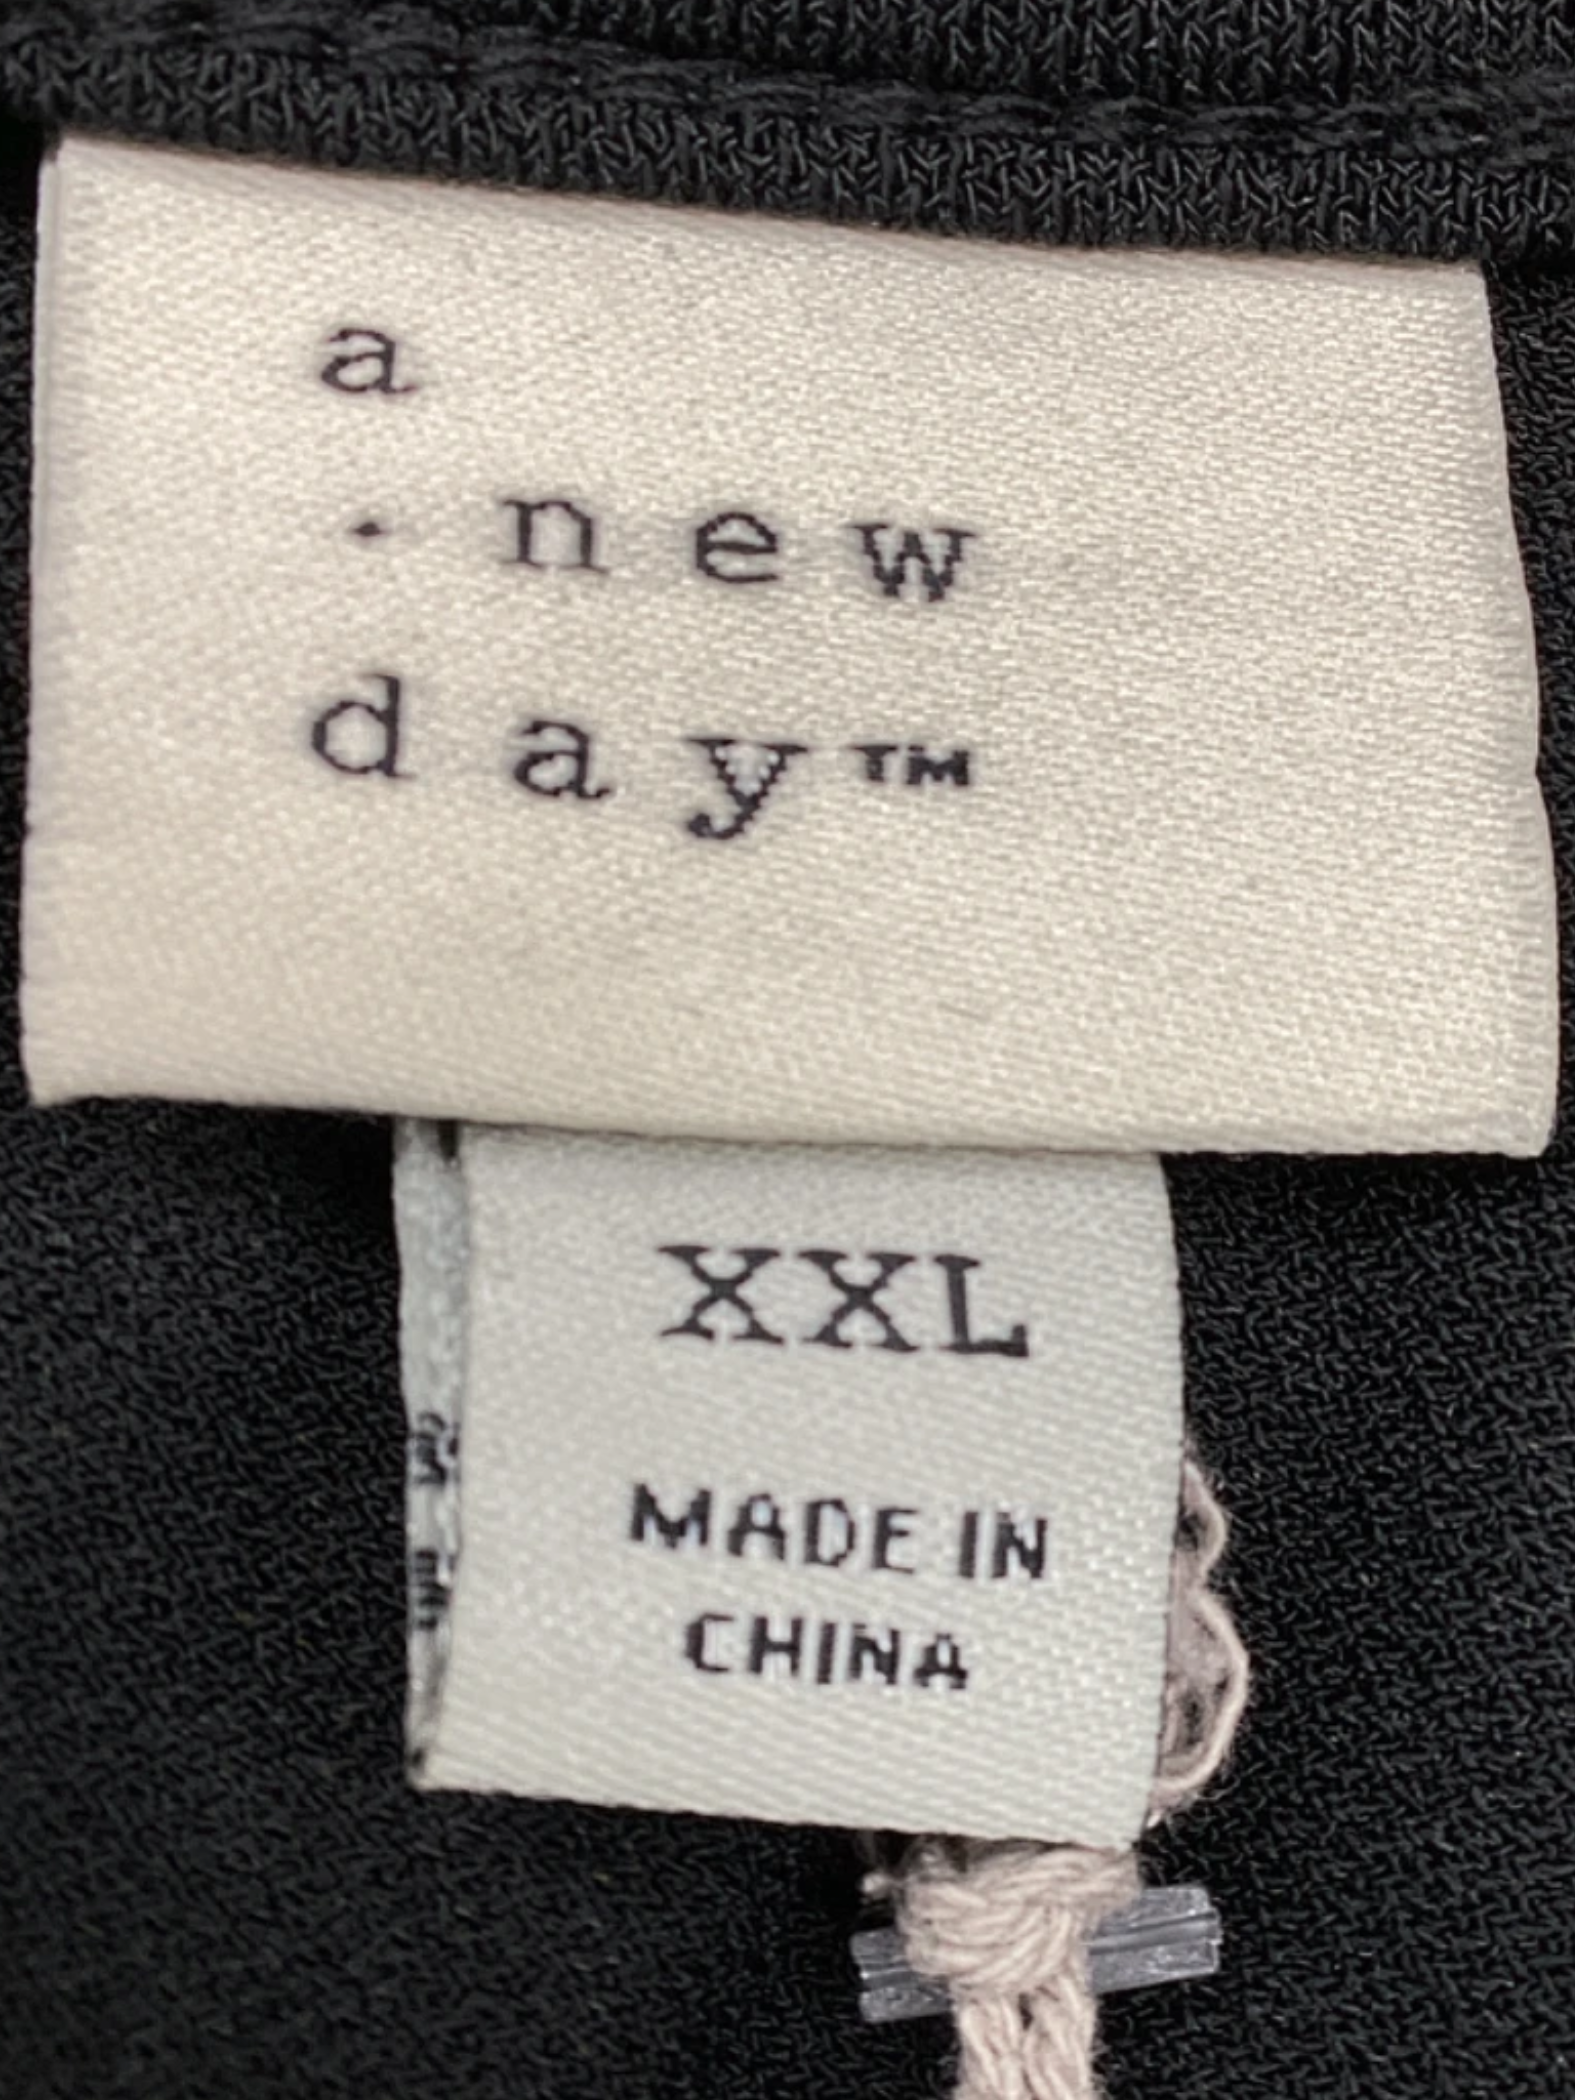 a
· new
day™
XXL
MADE IN
CHINA